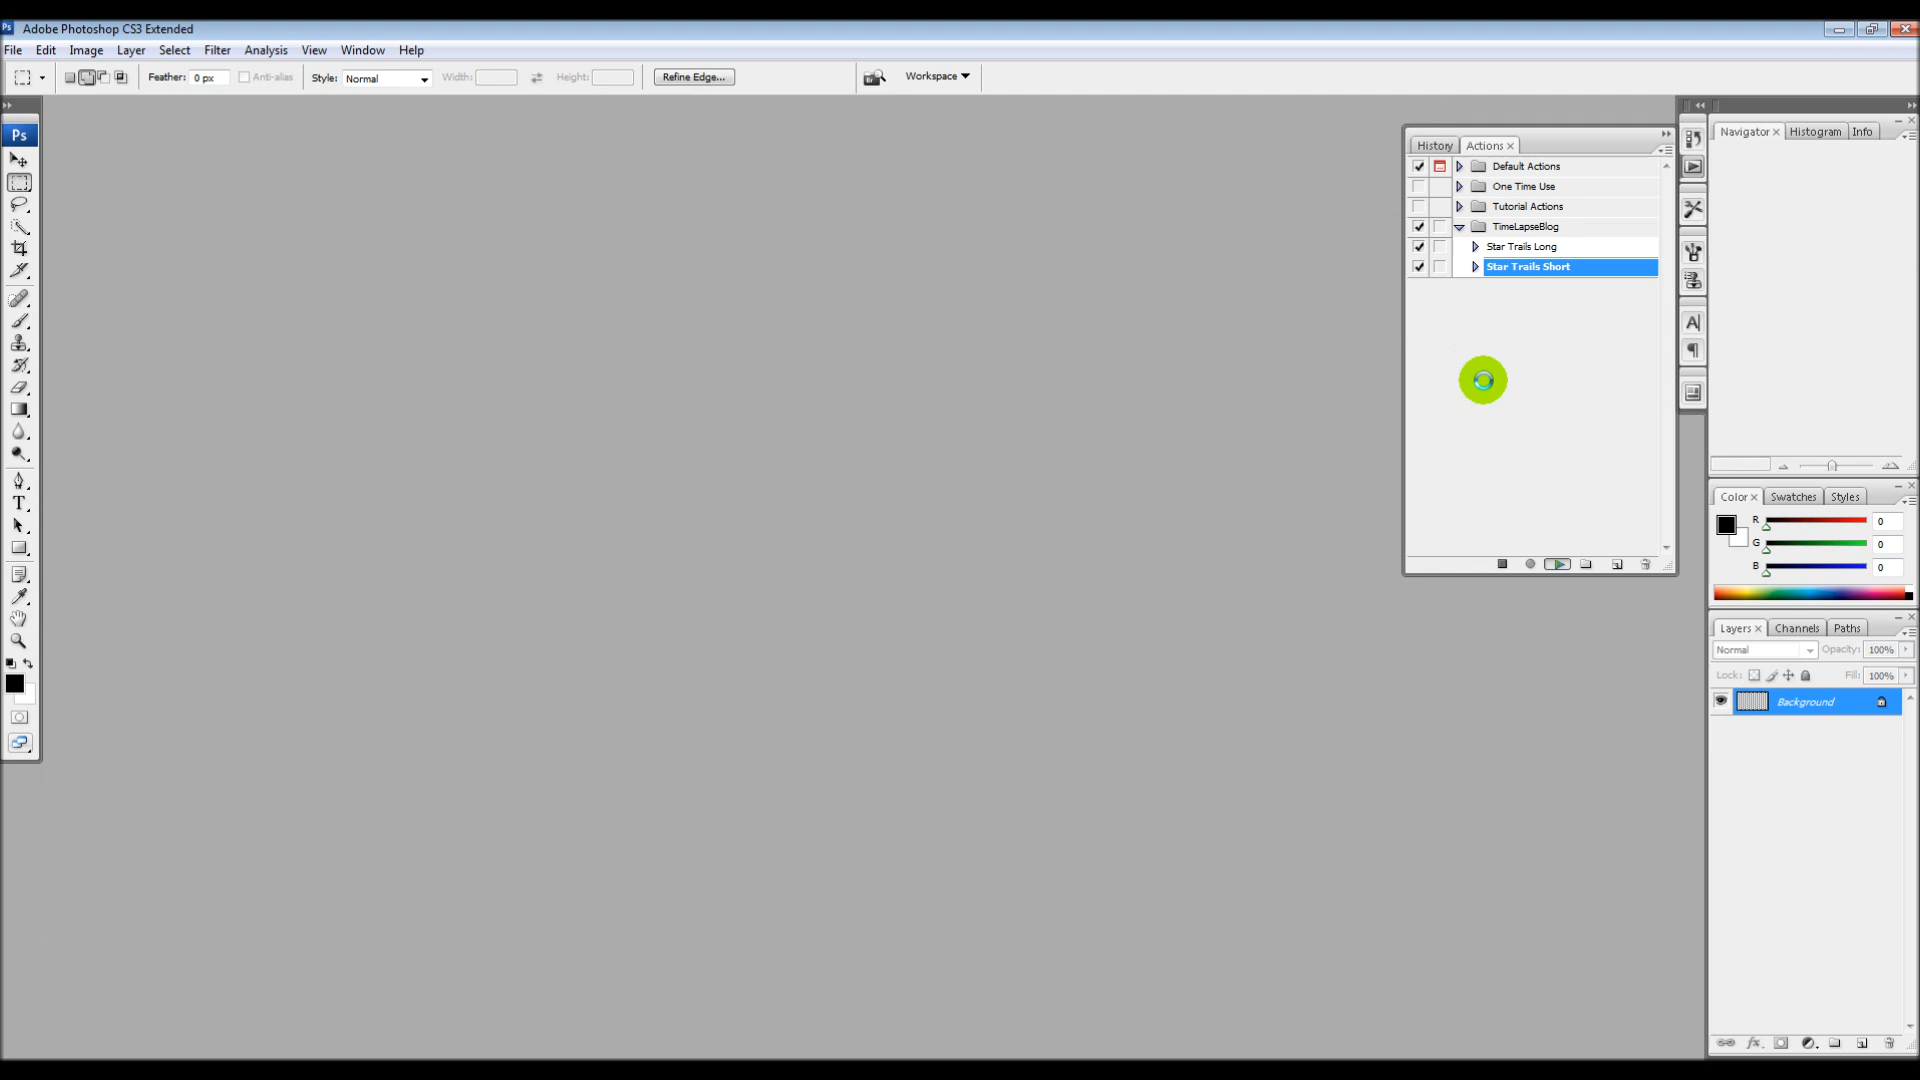 Ps Adobe Photoshop CS3 Extended
File Edit Image Layer Select Filter Analysis View Window Help
Feather: 0 px Anti-alias Style: Normal Width: Height: Refine Edge... Workspace
Ps
History Actions
Default Actions
One Time Use
Tutorial Actions
TimeLapseBlog
Star Trails Long
Star Trails Short
Navigator Histogram Info
Color Swatches Styles
R 0
G 0
B 0
Layers Channels Paths
Normal Opacity: 100%
Lock: Fill: 100%
Background